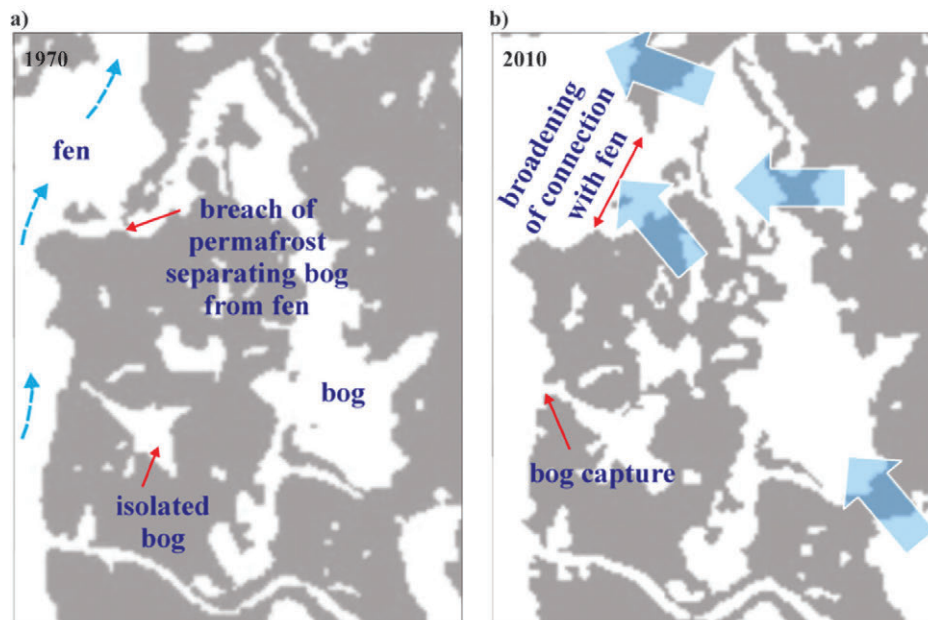 a)
1970
fen
breach of
permafrost
separating bog
from fen
bog
isolated
bog
b)
2010
broadening
of connection
with fen
bog capture